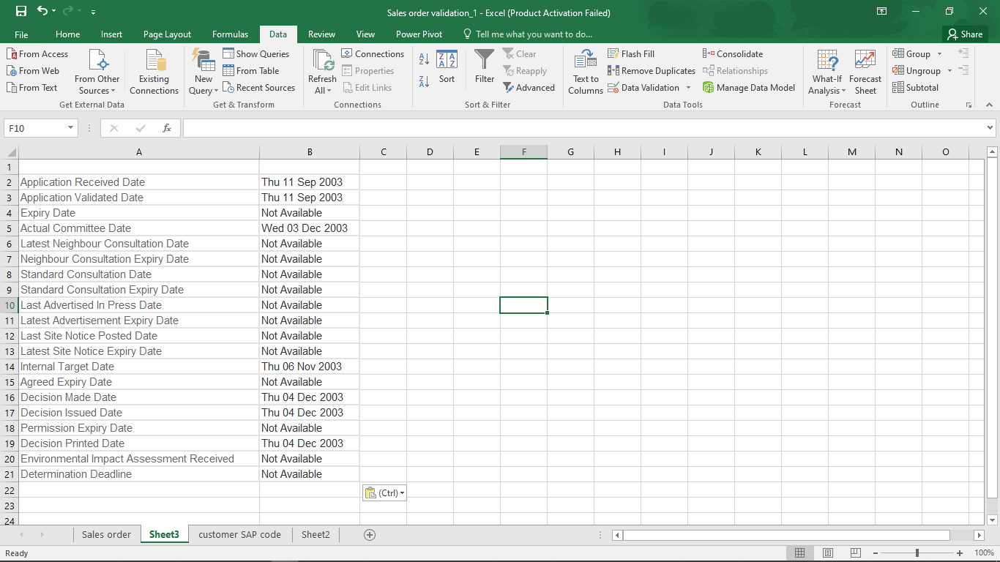 Sales order validation_1 - Excel (Product Activation Failed)
File Home Insert Page Layout Formulas Data Review View Power Pivot Tell me what you want to do... Share
From Access
From Web
From Text
From Other Sources
Existing Connections
Get External Data
New Query
Show Queries
From Table
Recent Sources
Get & Transform
Refresh All
Connections
Properties
Edit Links
Connections
Sort
Filter
Clear
Reapply
Advanced
Sort & Filter
Text to Columns
Flash Fill
Remove Duplicates
Data Validation
Consolidate
Relationships
Manage Data Model
Data Tools
What-If Analysis
Forecast Sheet
Forecast
Group
Ungroup
Subtotal
Outline
F10 fx
A B C D E F G H I J K L M N O
1
2 Application Received Date Thu 11 Sep 2003
3 Application Validated Date Thu 11 Sep 2003
4 Expiry Date Not Available
5 Actual Committee Date Wed 03 Dec 2003
6 Latest Neighbour Consultation Date Not Available
7 Neighbour Consultation Expiry Date Not Available
8 Standard Consultation Date Not Available
9 Standard Consultation Expiry Date Not Available
10 Last Advertised In Press Date Not Available
11 Latest Advertisement Expiry Date Not Available
12 Last Site Notice Posted Date Not Available
13 Latest Site Notice Expiry Date Not Available
14 Internal Target Date Thu 06 Nov 2003
15 Agreed Expiry Date Not Available
16 Decision Made Date Thu 04 Dec 2003
17 Decision Issued Date Thu 04 Dec 2003
18 Permission Expiry Date Not Available
19 Decision Printed Date Thu 04 Dec 2003
20 Environmental Impact Assessment Received Not Available
21 Determination Deadline Not Available
22 (Ctrl)
23
24
Sales order Sheet3 customer SAP code Sheet2
Ready 100%